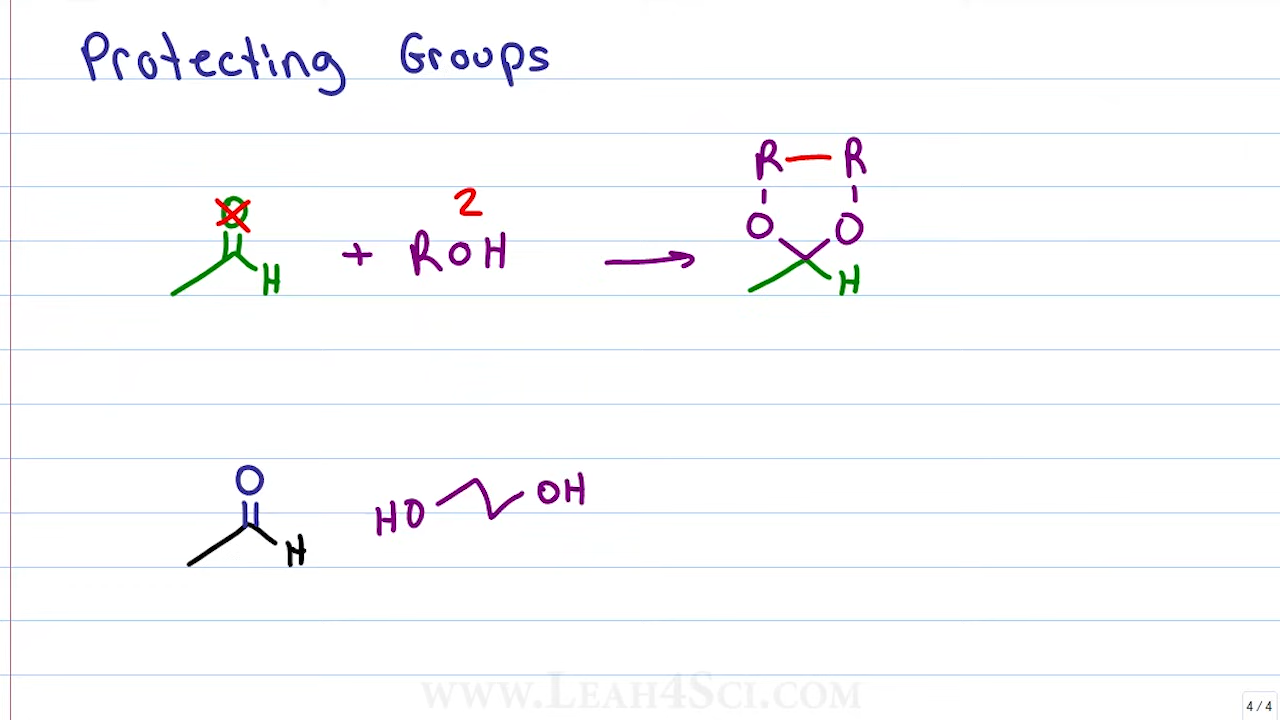 Protecting Groups
R — R
2
O O
O
+ ROH →
H H
O
HO OH
H
www.Leah4Sci.com
4/4